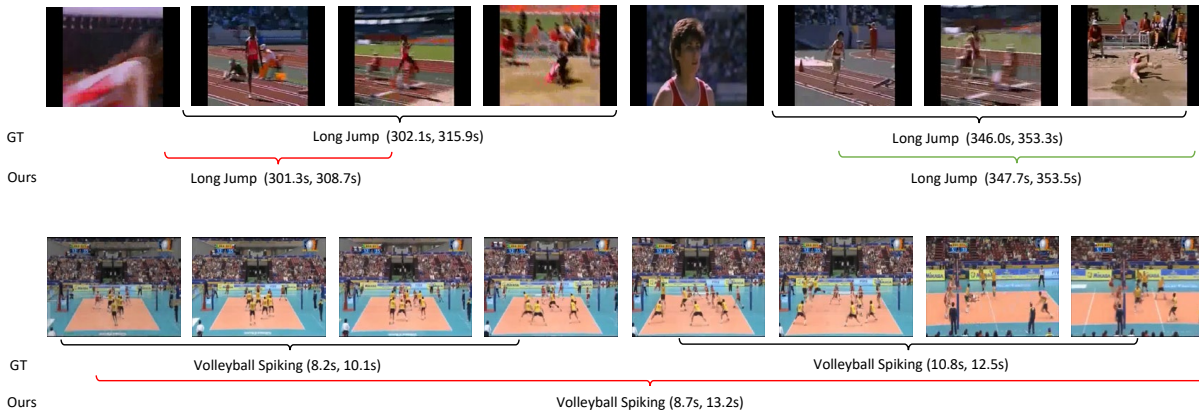 GT
Long Jump (302.1s, 315.9s)
Long Jump (346.0s, 353.3s)
Ours
Long Jump (301.3s, 308.7s)
Long Jump (347.7s, 353.5s)
GT
Volleyball Spiking (8.2s, 10.1s)
Volleyball Spiking (10.8s, 12.5s)
Ours
Volleyball Spiking (8.7s, 13.2s)